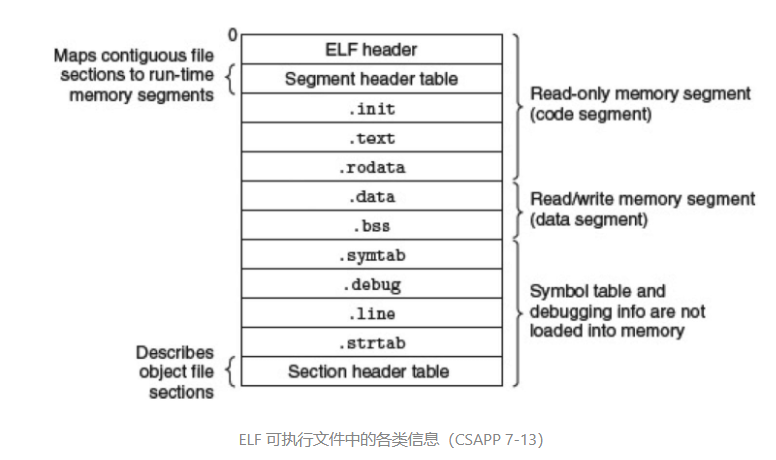 0
ELF header
Maps contiguous file
sections to run-time
memory segments
Segment header table
.init
.text
.rodata
Read-only memory segment
(code segment)
.data
.bss
Read/write memory segment
(data segment)
.symtab
.debug
.line
.strtab
Symbol table and
debugging info are not
loaded into memory
Describes
object file
sections
Section header table
ELF 可执行文件中的各类信息（CSAPP 7-13）